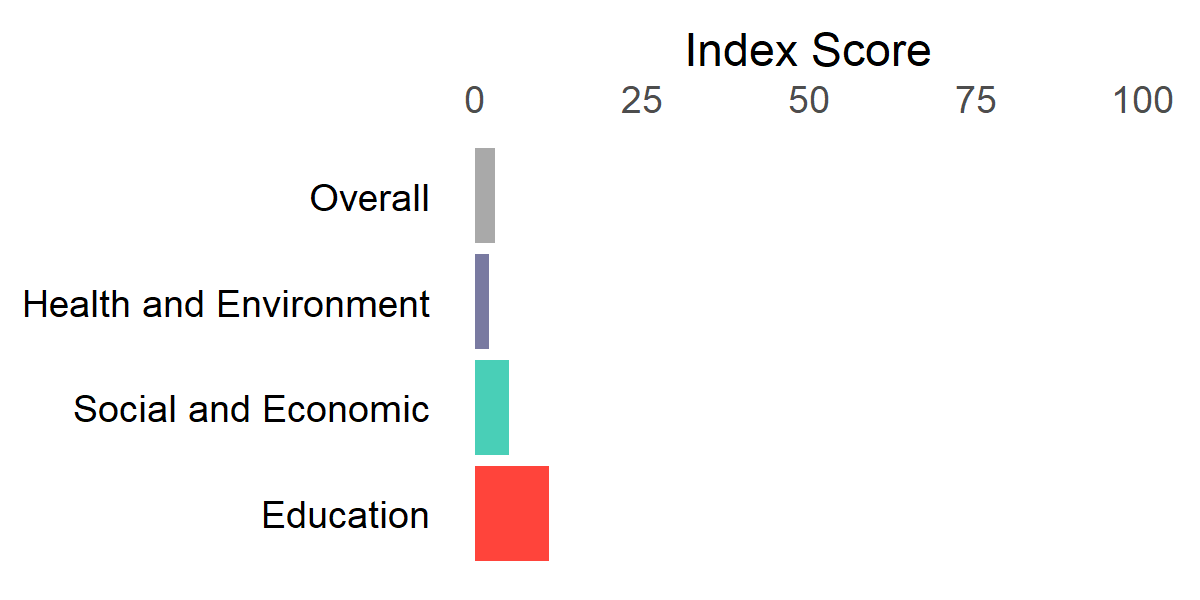 Index Score
0 25 50 75 100
Overall
Health and Environment
Social and Economic
Education